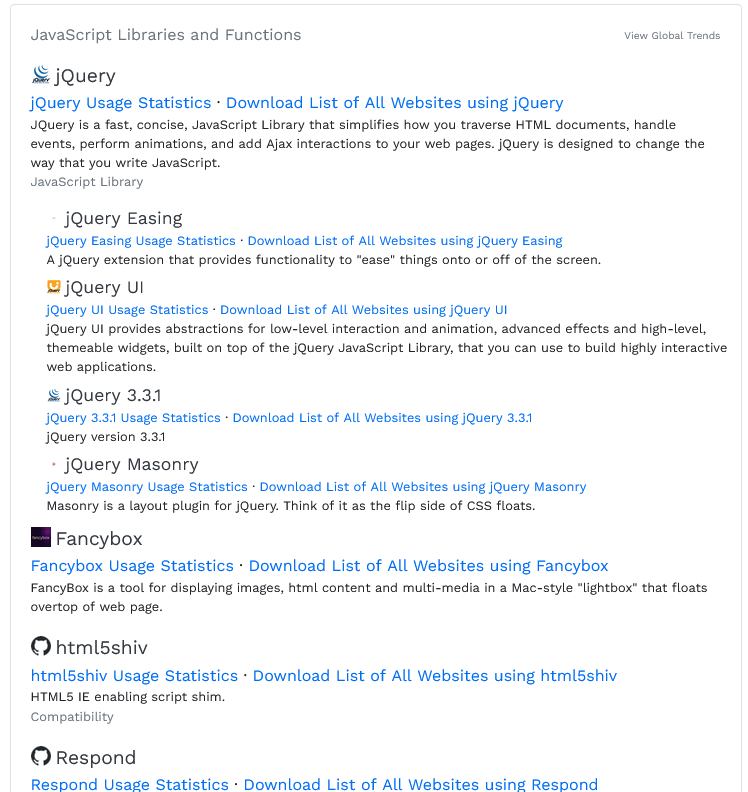 JavaScript Libraries and Functions
View Global Trends
jQuery
jQuery Usage Statistics · Download List of All Websites using jQuery
JQuery is a fast, concise, JavaScript Library that simplifies how you traverse HTML documents, handle
events, perform animations, and add Ajax interactions to your web pages. jQuery is designed to change the
way that you write JavaScript.
JavaScript Library
jQuery Easing
jQuery Easing Usage Statistics · Download List of All Websites using jQuery Easing
A jQuery extension that provides functionality to "ease" things onto or off of the screen.
jQuery UI
jQuery UI Usage Statistics · Download List of All Websites using jQuery UI
jQuery UI provides abstractions for low-level interaction and animation, advanced effects and high-level,
themeable widgets, built on top of the jQuery JavaScript Library, that you can use to build highly interactive
web applications.
jQuery 3.3.1
jQuery 3.3.1 Usage Statistics · Download List of All Websites using jQuery 3.3.1
jQuery version 3.3.1
jQuery Masonry
jQuery Masonry Usage Statistics · Download List of All Websites using jQuery Masonry
Masonry is a layout plugin for jQuery. Think of it as the flip side of CSS floats.
Fancybox
Fancybox Usage Statistics · Download List of All Websites using Fancybox
FancyBox is a tool for displaying images, html content and multi-media in a Mac-style "lightbox" that floats
overtop of web page.
html5shiv
html5shiv Usage Statistics · Download List of All Websites using html5shiv
HTML5 IE enabling script shim.
Compatibility
Respond
Respond Usage Statistics · Download List of All Websites using Respond